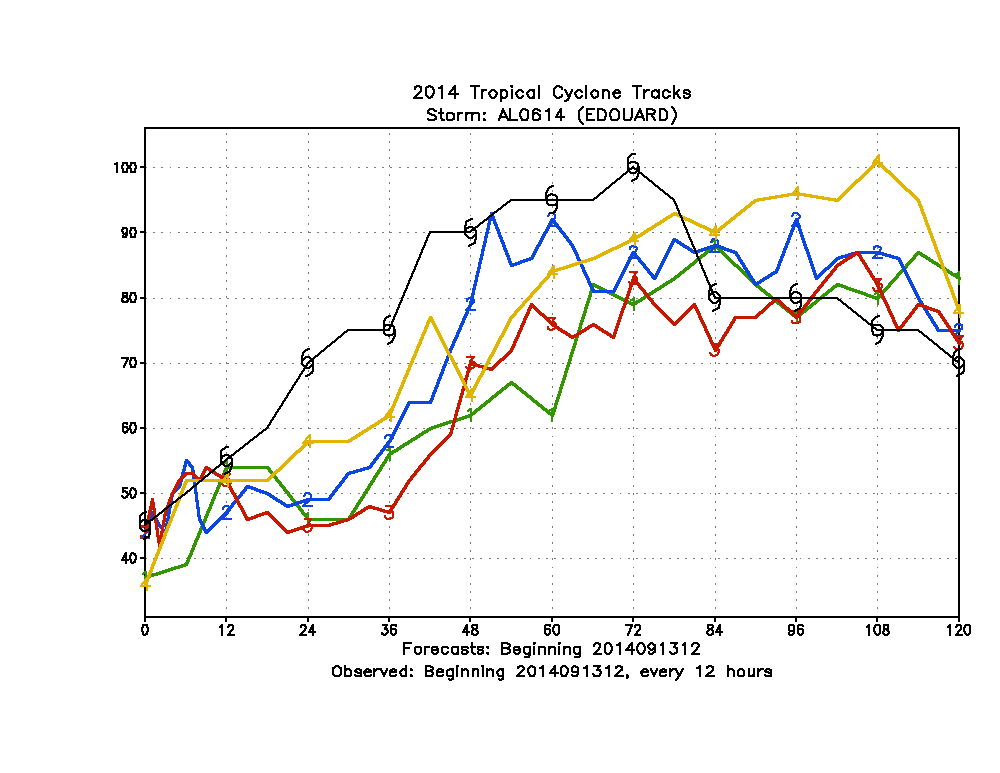 2014 Tropical Cyclone Tracks
Storm: AL0614 (EDOUARD)
100
90
80
70
60
50
40
0 12 24 36 48 60 72 84 96 108 120
Forecasts: Beginning 2014091312
Observed: Beginning 2014091312, every 12 hours